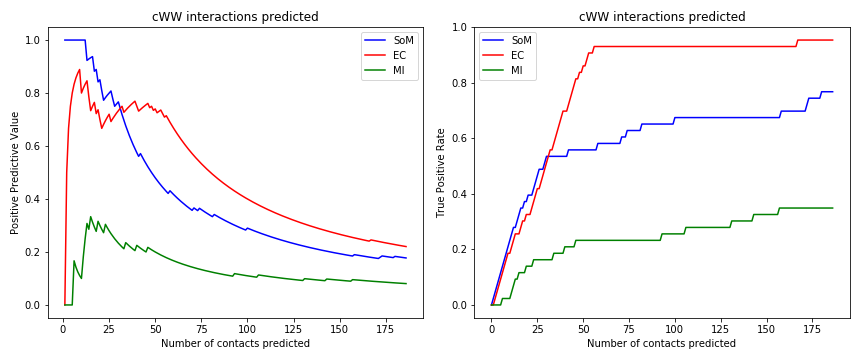 cWW interactions predicted
1.0
0.8
0.6
0.4
0.2
0.0
Positive Predictive Value
SoM
EC
MI
0
25
50
75
100
125
150
175
Number of contacts predicted
cWW interactions predicted
1.0
0.8
0.6
0.4
0.2
0.0
True Positive Rate
SoM
EC
MI
0
25
50
75
100
125
150
175
Number of contacts predicted